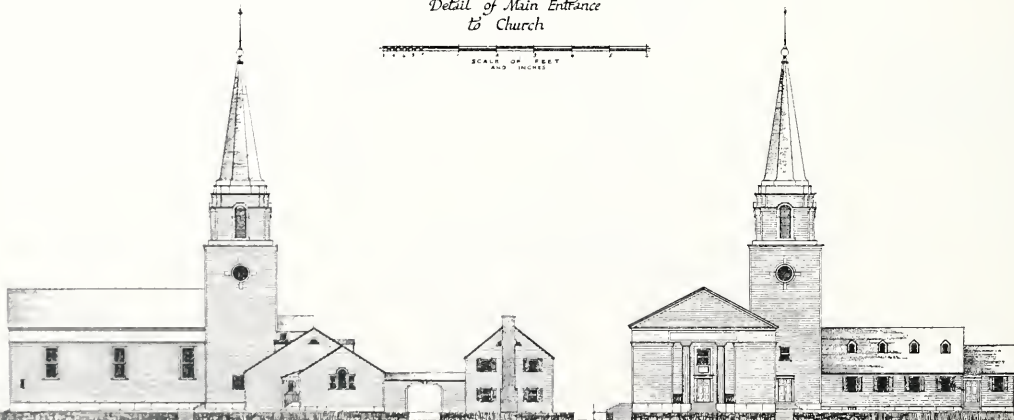 Detail of Main Entrance
to Church
SCALE OF FEET
AND INCHES